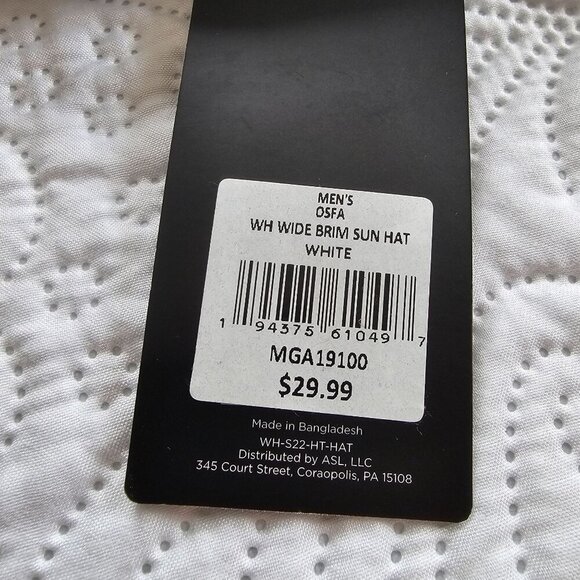 MEN'S
OSFA
WH WIDE BRIM SUN HAT
WHITE
1 94375 61049 7
MGA19100
$29.99
Made in Bangladesh
WH-S22-HT-HAT
Distributed by ASL, LLC
345 Court Street, Coraopolis, PA 15108